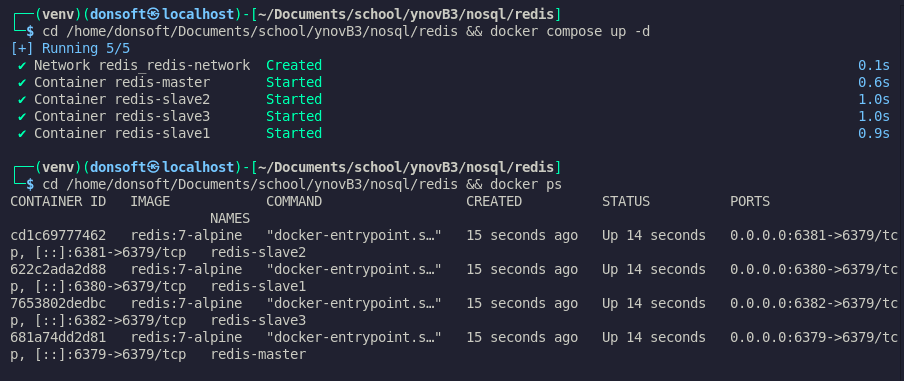 ┌──(venv)(donsoft㉿localhost)-[~/Documents/school/ynovB3/nosql/redis]
└─$ cd /home/donsoft/Documents/school/ynovB3/nosql/redis && docker compose up -d
[+] Running 5/5
 ✔ Network redis_redis-network  Created                                                                   0.1s
 ✔ Container redis-master       Started                                                                   0.6s
 ✔ Container redis-slave2       Started                                                                   1.0s
 ✔ Container redis-slave3       Started                                                                   1.0s
 ✔ Container redis-slave1       Started                                                                   0.9s
┌──(venv)(donsoft㉿localhost)-[~/Documents/school/ynovB3/nosql/redis]
└─$ cd /home/donsoft/Documents/school/ynovB3/nosql/redis && docker ps
CONTAINER ID   IMAGE            COMMAND                  CREATED          STATUS          PORTS
                         NAMES
cd1c69777462   redis:7-alpine   "docker-entrypoint.s…"   15 seconds ago   Up 14 seconds   0.0.0.0:6381->6379/tc
p, [::]:6381->6379/tcp   redis-slave2
622c2ada2d88   redis:7-alpine   "docker-entrypoint.s…"   15 seconds ago   Up 14 seconds   0.0.0.0:6380->6379/tc
p, [::]:6380->6379/tcp   redis-slave1
7653802dedbc   redis:7-alpine   "docker-entrypoint.s…"   15 seconds ago   Up 14 seconds   0.0.0.0:6382->6379/tc
p, [::]:6382->6379/tcp   redis-slave3
681a74dd2d81   redis:7-alpine   "docker-entrypoint.s…"   15 seconds ago   Up 14 seconds   0.0.0.0:6379->6379/tc
p, [::]:6379->6379/tcp   redis-master